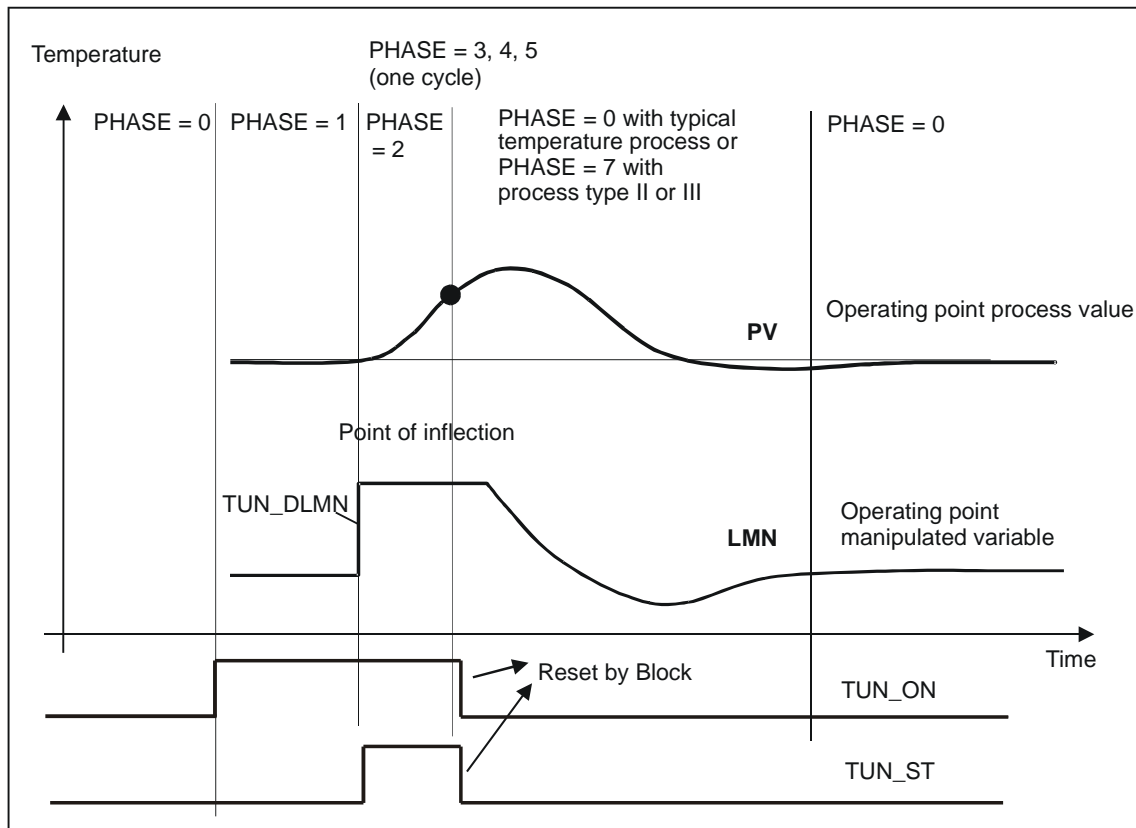 Temperature
PHASE = 3, 4, 5
(one cycle)
PHASE = 0
PHASE = 1
PHASE
= 2
PHASE = 0 with typical
temperature process or
PHASE = 7 with
process type II or III
PHASE = 0
PV
Operating point process value
Point of inflection
TUN_DLMN
LMN
Operating point
manipulated variable
Time
Reset by Block
TUN_ON
TUN_ST